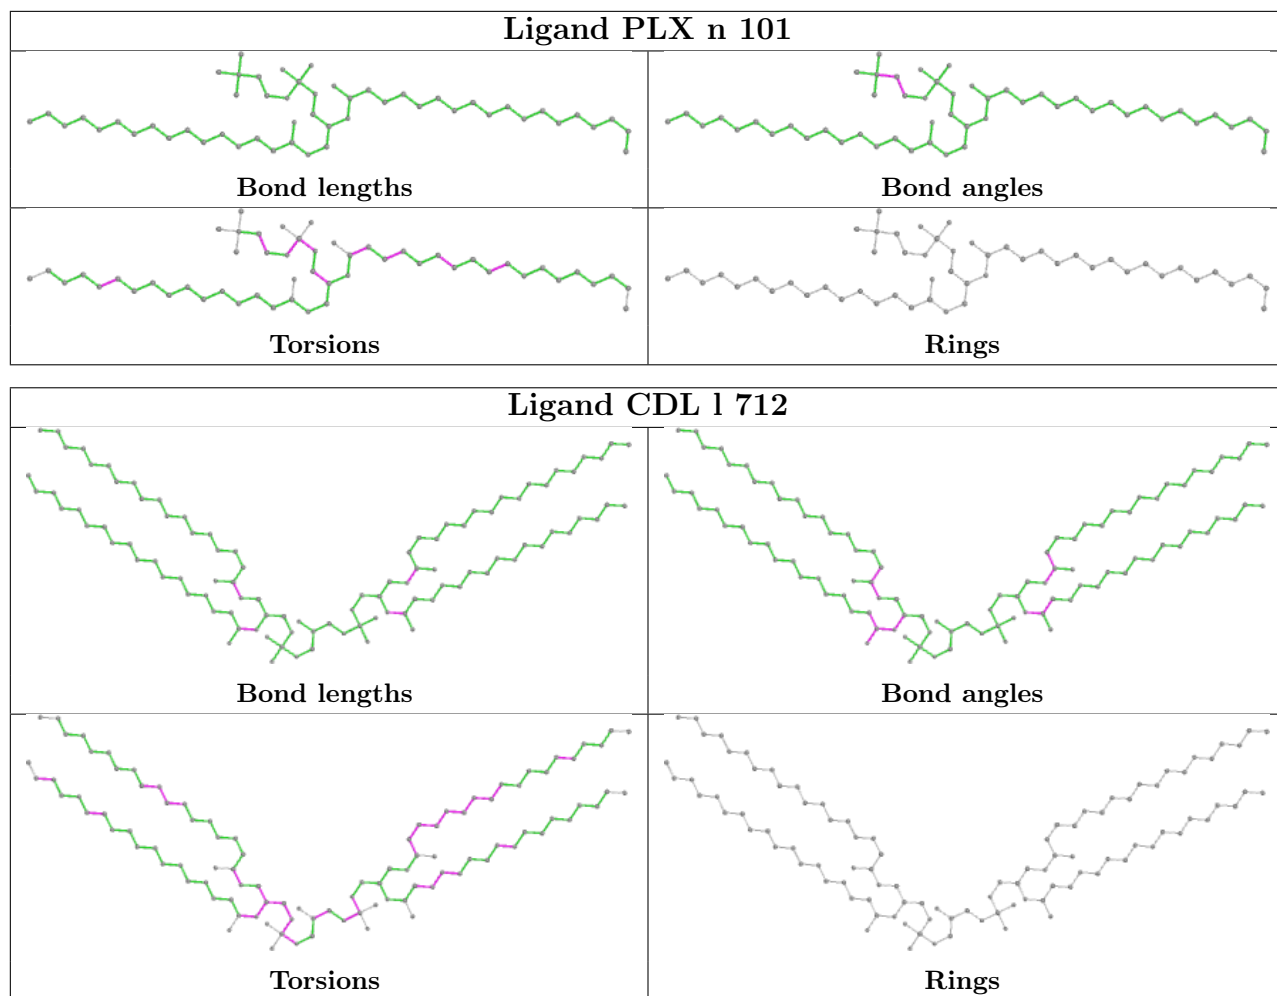 Ligand PLX n 101
Bond lengths
Bond angles
Torsions
Rings
Ligand CDL l 712
Bond lengths
Bond angles
Torsions
Rings